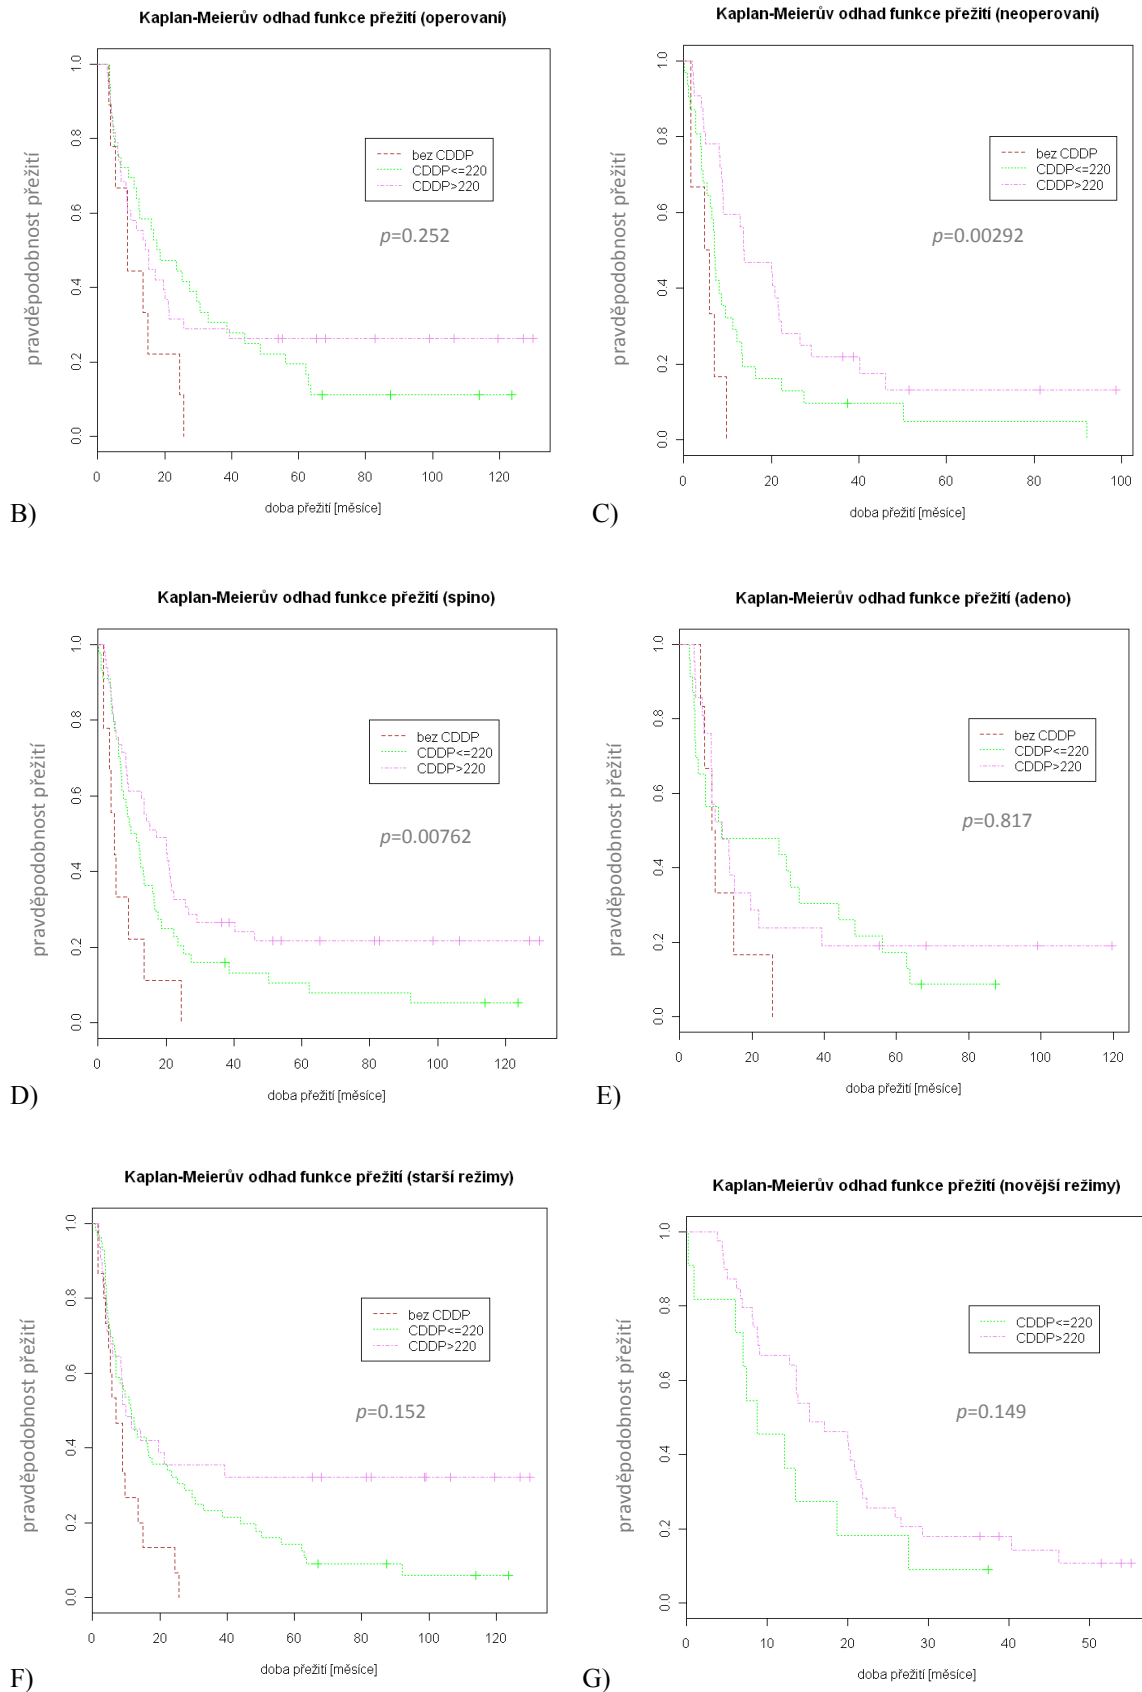 Kaplan-Meierův odhad funkce přežití (operovaní)
pravděpodobnost přežití
1.0
0.8
0.6
0.4
0.2
0.0
bez CDDP
CDDP<=220
CDDP>220
p=0.252
0 20 40 60 80 100 120
doba přežití [měsíce]
B)
Kaplan-Meierův odhad funkce přežití (neoperovaní)
pravděpodobnost přežití
1.0
0.8
0.6
0.4
0.2
0.0
bez CDDP
CDDP<=220
CDDP>220
p=0.00292
0 20 40 60 80 100
doba přežití [měsíce]
C)
Kaplan-Meierův odhad funkce přežití (spino)
pravděpodobnost přežití
1.0
0.8
0.6
0.4
0.2
0.0
bez CDDP
CDDP<=220
CDDP>220
p=0.00762
0 20 40 60 80 100 120
doba přežití [měsíce]
D)
Kaplan-Meierův odhad funkce přežití (adeno)
pravděpodobnost přežití
1.0
0.8
0.6
0.4
0.2
0.0
bez CDDP
CDDP<=220
CDDP>220
p=0.817
0 20 40 60 80 100 120
doba přežití [měsíce]
E)
Kaplan-Meierův odhad funkce přežití (starší režimy)
pravděpodobnost přežití
1.0
0.8
0.6
0.4
0.2
0.0
bez CDDP
CDDP<=220
CDDP>220
p=0.152
0 20 40 60 80 100 120
doba přežití [měsíce]
F)
Kaplan-Meierův odhad funkce přežití (novější režimy)
pravděpodobnost přežití
1.0
0.8
0.6
0.4
0.2
0.0
CDDP<=220
CDDP>220
p=0.149
0 10 20 30 40 50
doba přežití [měsíce]
G)